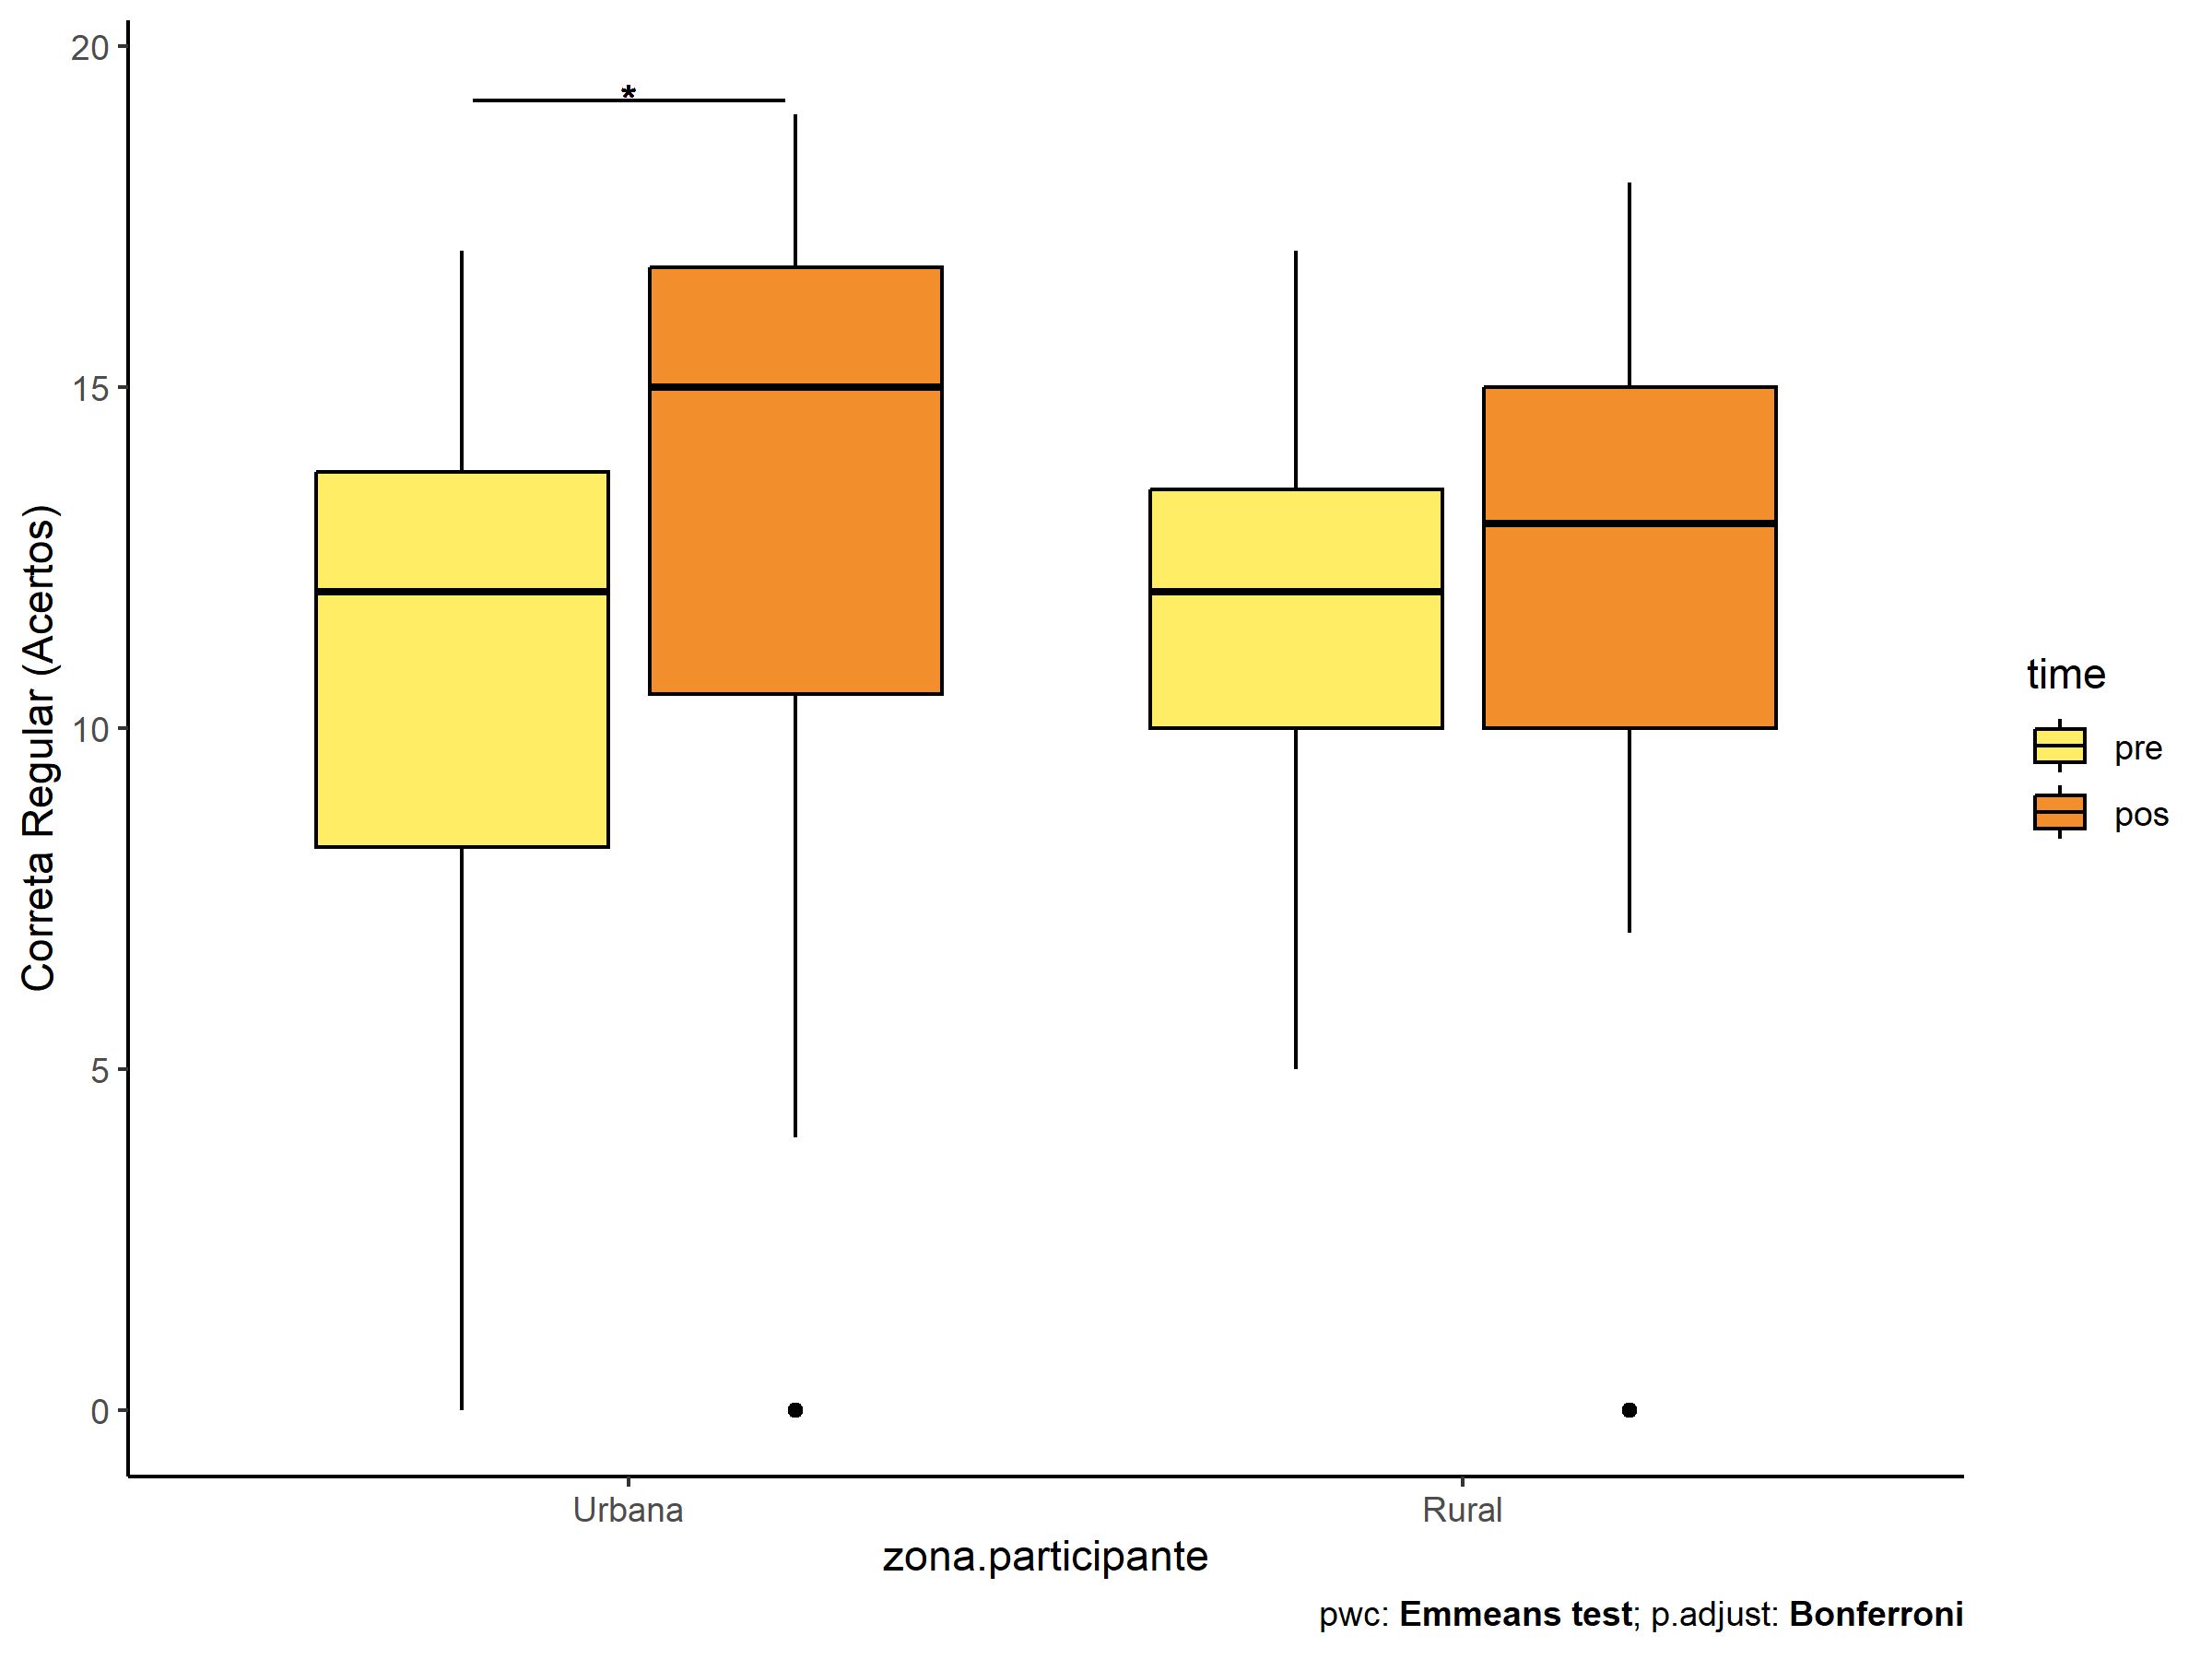 20
*
15
10
5
0
Correta Regular (Acertos)
time
pre
pos
Urbana
Rural
zona.participante
pwc: Emmeans test; p.adjust: Bonferroni